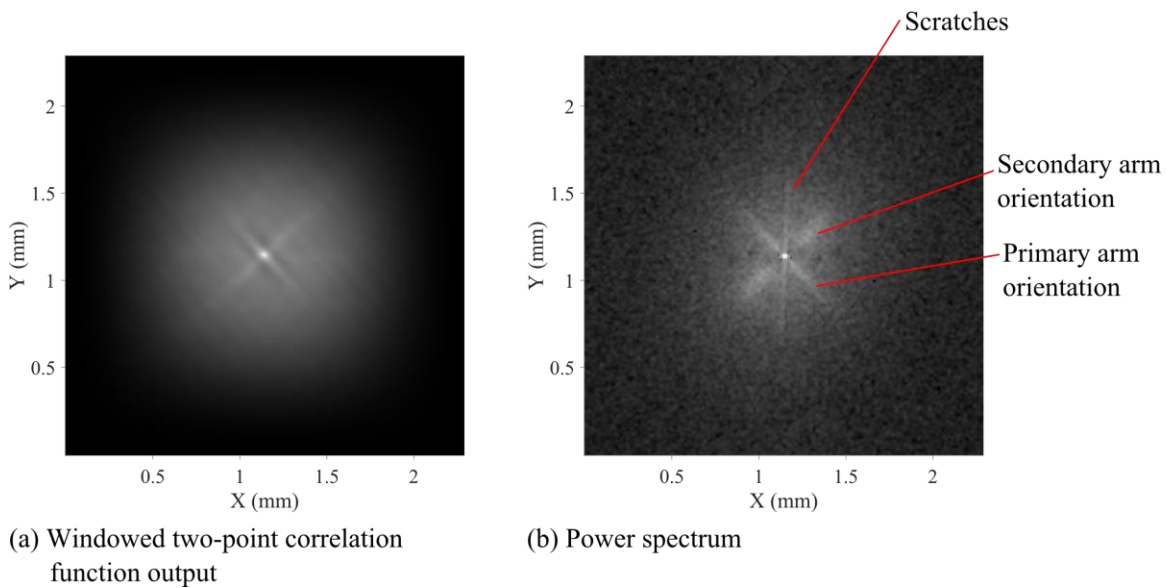 Scratches
Secondary arm
orientation
Primary arm
orientation
2
1.5
1
0.5
Y (mm)
0.5
1
1.5
2
X (mm)
(a) Windowed two-point correlation
function output
2
1.5
1
0.5
Y (mm)
0.5
1
1.5
2
X (mm)
(b) Power spectrum